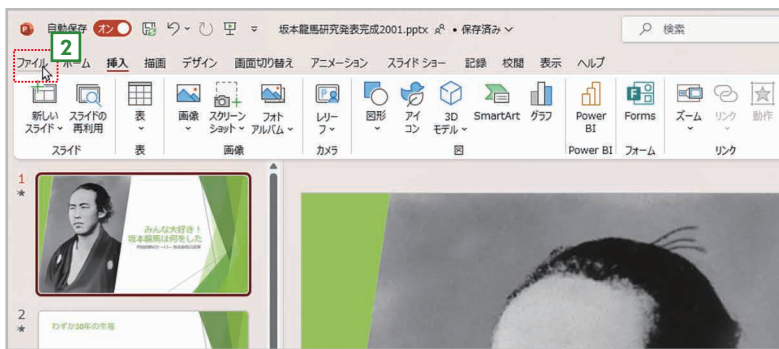 自動保存 オン 坂本龍馬研究発表完成2001.pptx • 保存済み 検索
2
ファイル ホーム 挿入 描画 デザイン 画面切り替え アニメーション スライド ショー 記録 校閲 表示 ヘルプ
新しい スライドの 表 画像 スクリーン フォト レリー 図形 アイ 3D SmartArt グラフ Power Forms ズーム リンク 動作
スライド 再利用 ショット アルバム フ コン モデル BI
スライド 表 画像 カメラ 図 Power BI フォーム リンク
1
みんな大好き！
坂本龍馬は何をした
2
わずか10年の生涯